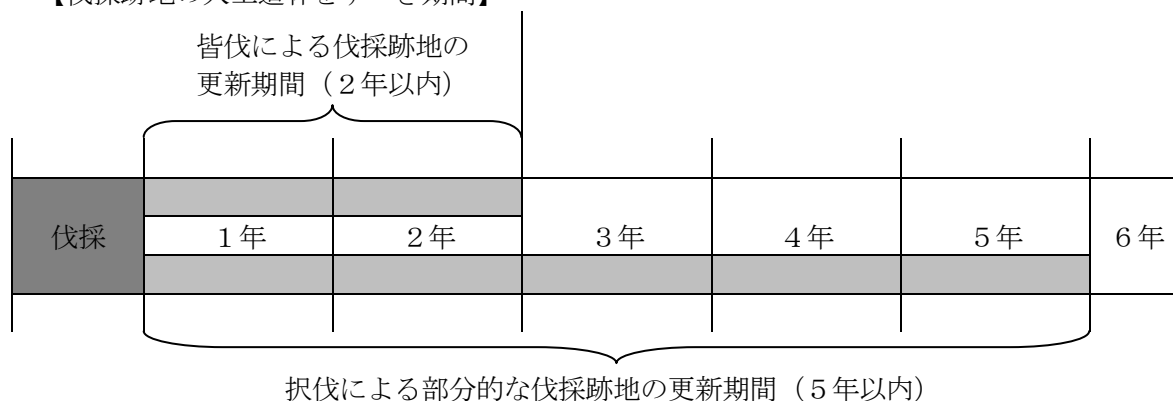 皆伐による伐採跡地の
更新期間（２年以内）
伐採 １年 ２年 ３年 ４年 ５年 ６年
択伐による部分的な伐採跡地の更新期間（５年以内）